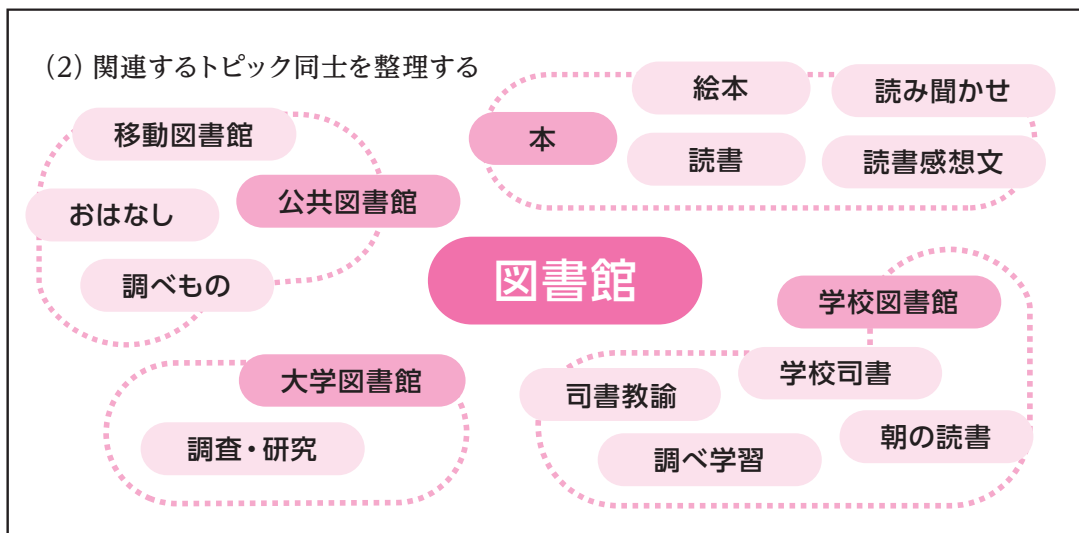 (2) 関連するトピック同士を整理する
移動図書館
おはなし
公共図書館
調べもの
本
絵本
読み聞かせ
読書
読書感想文
図書館
大学図書館
調査・研究
学校図書館
学校司書
司書教諭
朝の読書
調べ学習